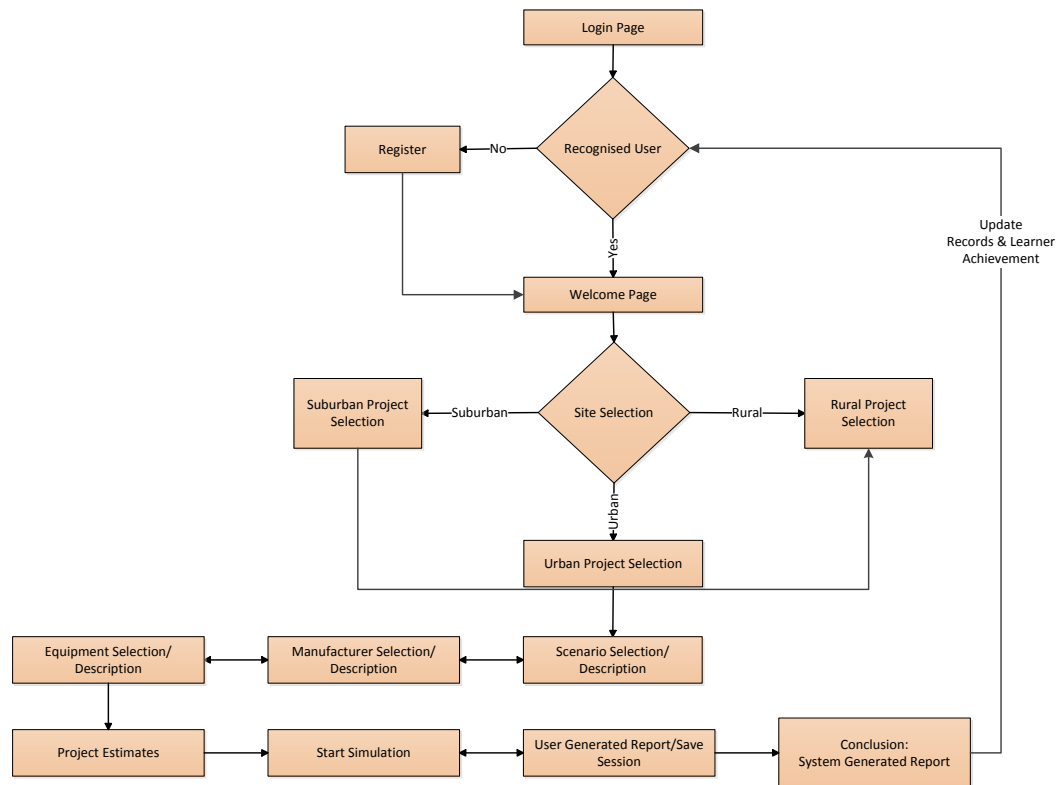 Login Page
Recognised User
No
Register
Yes
Update
Records & Learner
Achievement
Welcome Page
Suburban Project
Selection
Suburban
Site Selection
Rural
Rural Project
Selection
Urban
Urban Project Selection
Equipment Selection/
Description
Manufacturer Selection/
Description
Scenario Selection/
Description
Project Estimates
Start Simulation
User Generated Report/Save
Session
Conclusion:
System Generated Report